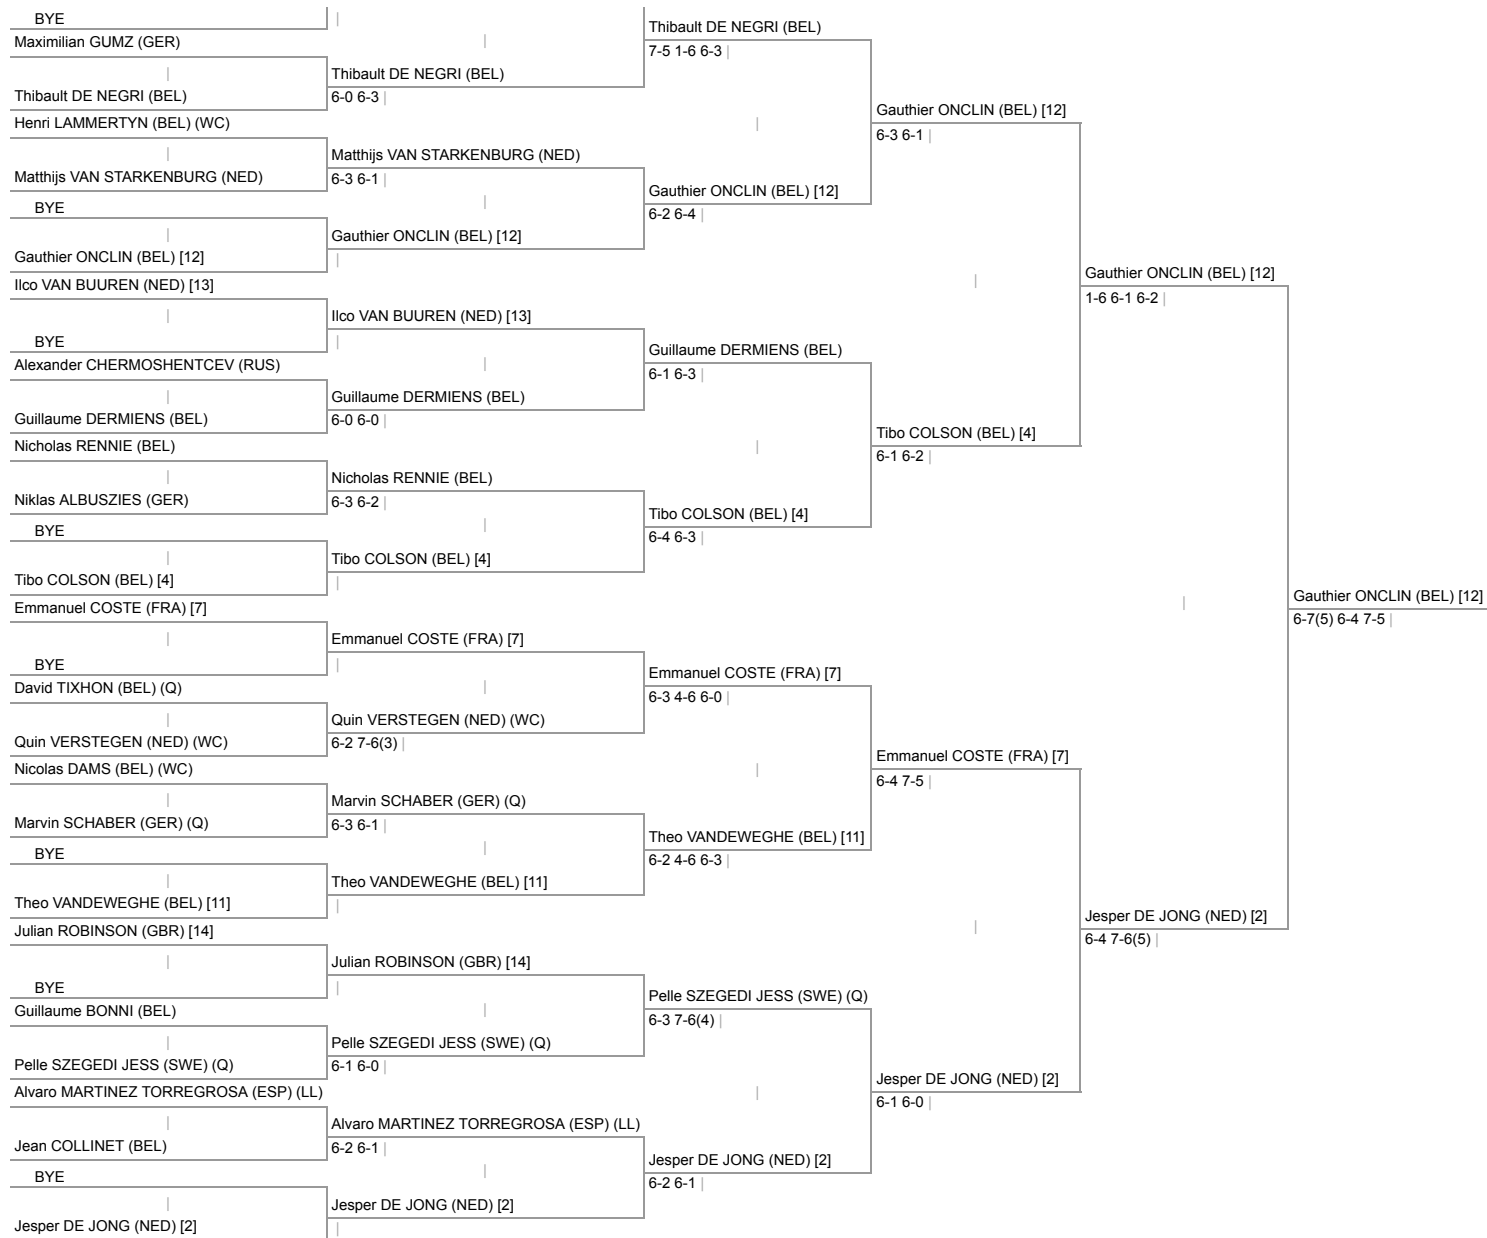 BYE
Maximilian GUMZ (GER)
Thibault DE NEGRI (BEL)
Henri LAMMERTYN (BEL) (WC)
Matthijs VAN STARKENBURG (NED)
BYE
Gauthier ONCLIN (BEL) [12]
Ilco VAN BUUREN (NED) [13]
BYE
Alexander CHERMOSHENTCEV (RUS)
Guillaume DERMIENS (BEL)
Nicholas RENNIE (BEL)
Niklas ALBUSZIES (GER)
BYE
Tibo COLSON (BEL) [4]
Emmanuel COSTE (FRA) [7]
BYE
David TIXHON (BEL) (Q)
Quin VERSTEGEN (NED) (WC)
Nicolas DAMS (BEL) (WC)
Marvin SCHABER (GER) (Q)
BYE
Theo VANDEWEGHE (BEL) [11]
Julian ROBINSON (GBR) [14]
BYE
Guillaume BONNI (BEL)
Pelle SZEGEDI JESS (SWE) (Q)
Alvaro MARTINEZ TORREGROSA (ESP) (LL)
Jean COLLINET (BEL)
BYE
Jesper DE JONG (NED) [2]
Thibault DE NEGRI (BEL)
6-0 6-3
Matthijs VAN STARKENBURG (NED)
6-3 6-1
Gauthier ONCLIN (BEL) [12]
Ilco VAN BUUREN (NED) [13]
Guillaume DERMIENS (BEL)
6-0 6-0
Nicholas RENNIE (BEL)
6-3 6-2
Tibo COLSON (BEL) [4]
Emmanuel COSTE (FRA) [7]
Quin VERSTEGEN (NED) (WC)
6-2 7-6(3)
Marvin SCHABER (GER) (Q)
6-3 6-1
Theo VANDEWEGHE (BEL) [11]
Julian ROBINSON (GBR) [14]
Pelle SZEGEDI JESS (SWE) (Q)
6-1 6-0
Alvaro MARTINEZ TORREGROSA (ESP) (LL)
6-2 6-1
Jesper DE JONG (NED) [2]
Thibault DE NEGRI (BEL)
7-5 1-6 6-3
Gauthier ONCLIN (BEL) [12]
6-2 6-4
Guillaume DERMIENS (BEL)
6-1 6-3
Tibo COLSON (BEL) [4]
6-4 6-3
Emmanuel COSTE (FRA) [7]
6-3 4-6 6-0
Theo VANDEWEGHE (BEL) [11]
6-2 4-6 6-3
Pelle SZEGEDI JESS (SWE) (Q)
6-3 7-6(4)
Jesper DE JONG (NED) [2]
6-2 6-1
Gauthier ONCLIN (BEL) [12]
6-3 6-1
Tibo COLSON (BEL) [4]
6-1 6-2
Emmanuel COSTE (FRA) [7]
6-4 7-5
Jesper DE JONG (NED) [2]
6-1 6-0
Gauthier ONCLIN (BEL) [12]
1-6 6-1 6-2
Jesper DE JONG (NED) [2]
6-4 7-6(5)
Gauthier ONCLIN (BEL) [12]
6-7(5) 6-4 7-5